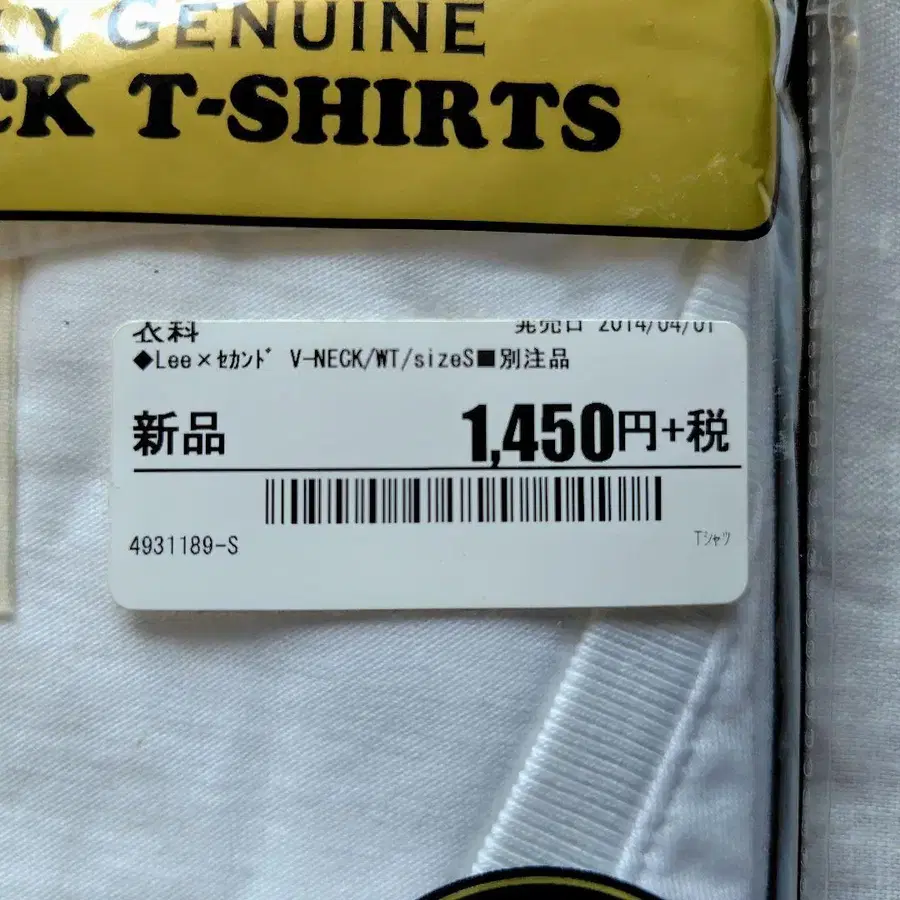 LY GENUINE
CK T-SHIRTS
衣料 発売日 2014/04/01
◆Lee×ｾｶﾝﾄﾞ V-NECK/WT/sizeS■別注品
新品 1,450円+税
4931189-S Tｼｬﾂ